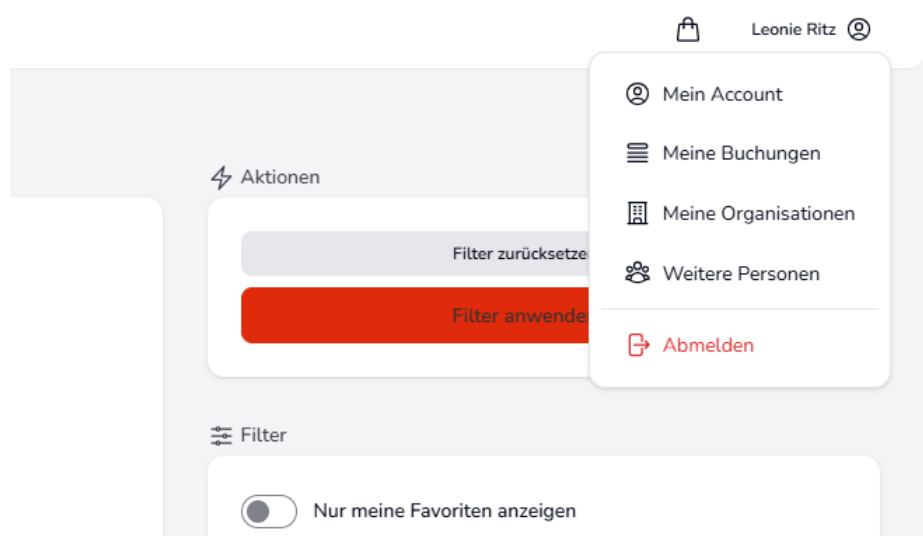 Leonie Ritz
Mein Account
Meine Buchungen
Meine Organisationen
Weitere Personen
Abmelden
Aktionen
Filter zurücksetze
Filter anwende
Filter
Nur meine Favoriten anzeigen